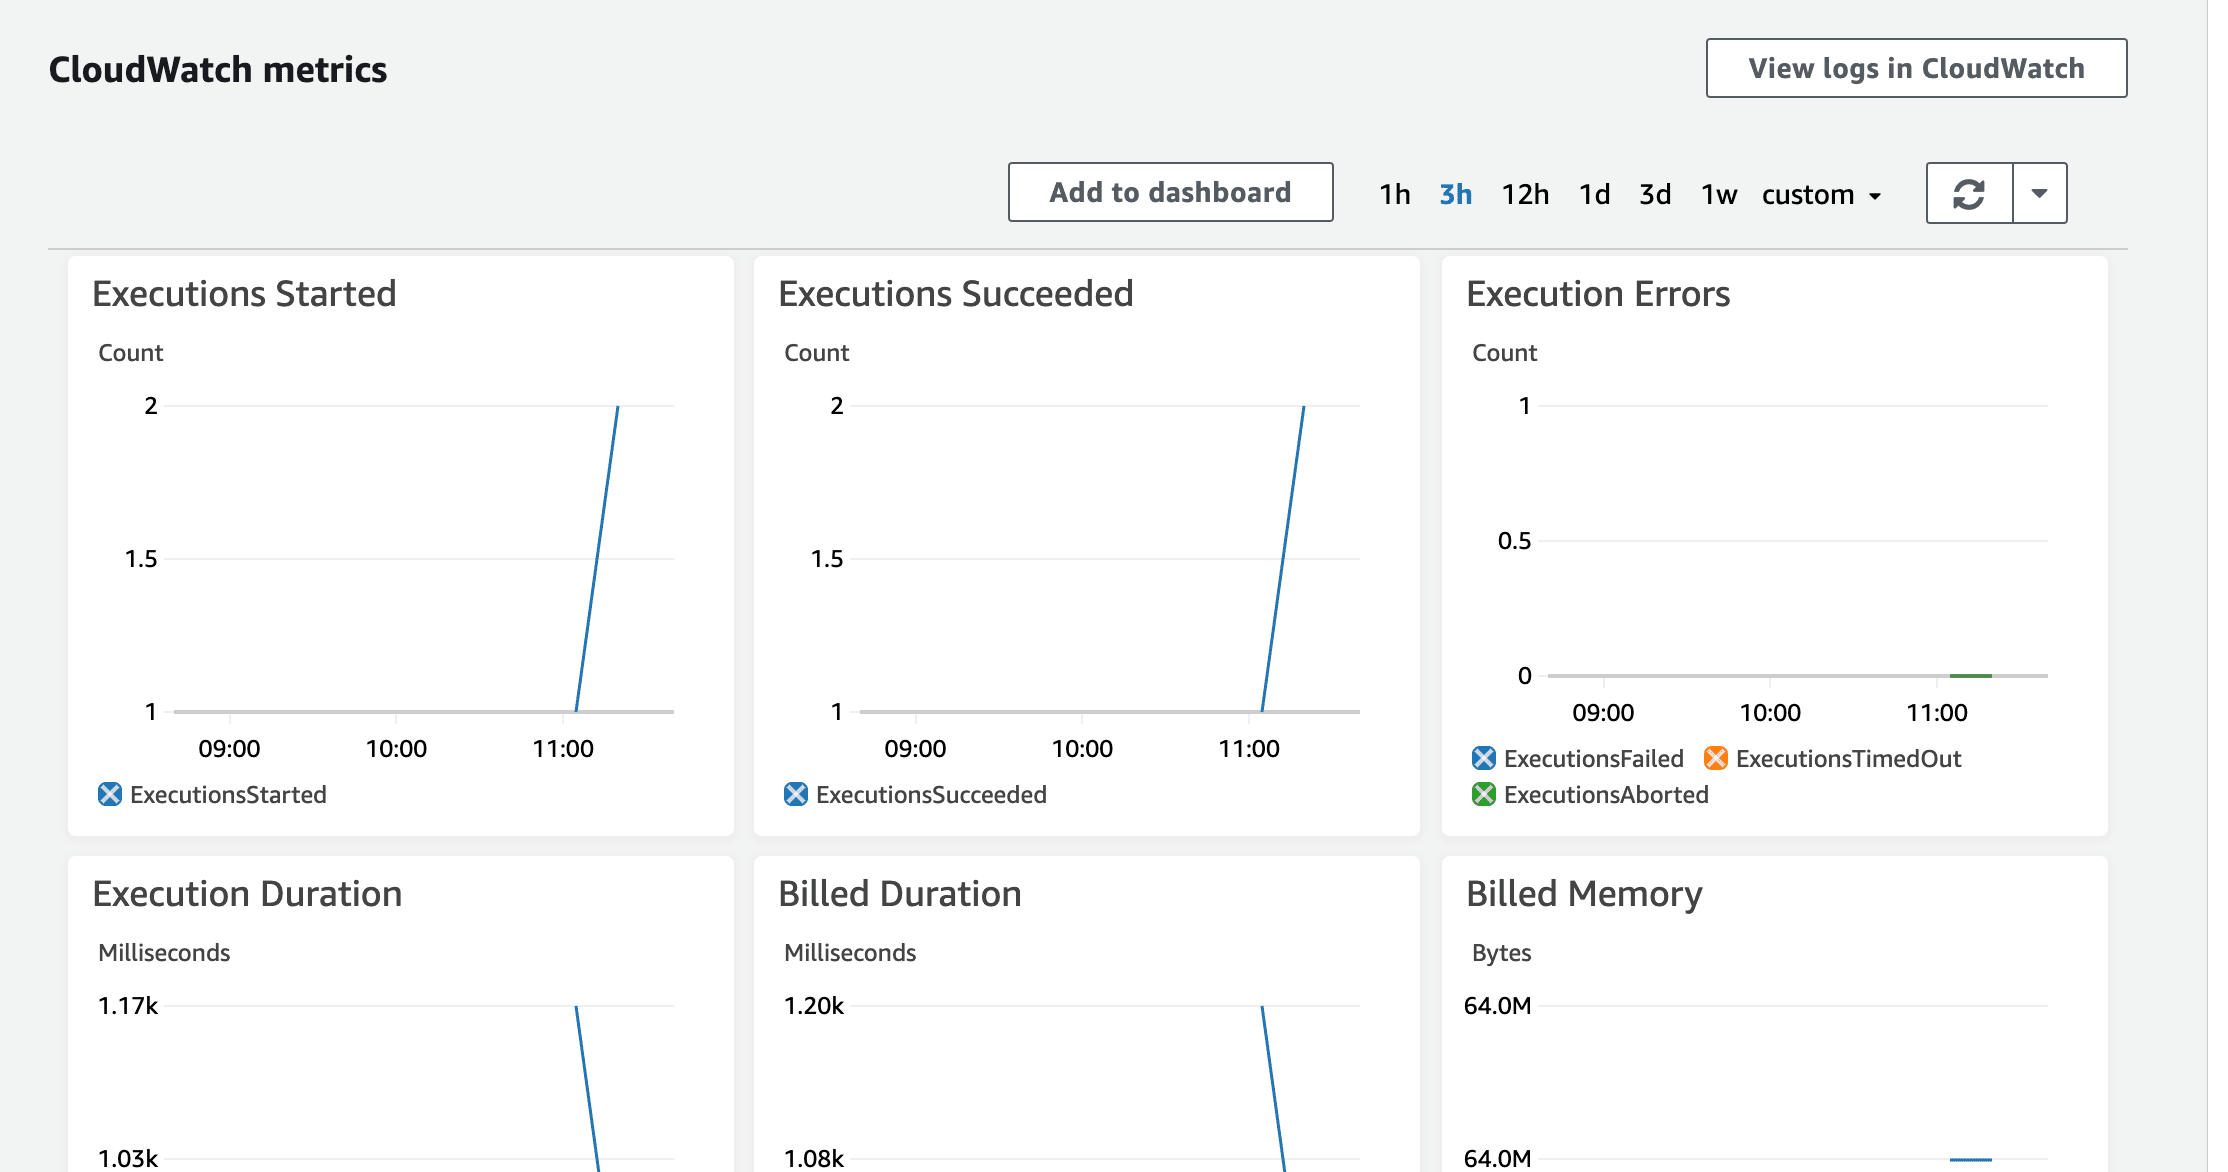 CloudWatch metrics
View logs in CloudWatch
Add to dashboard
1h 3h 12h 1d 3d 1w custom
Executions Started
Count
2
1.5
1
09:00 10:00 11:00
ExecutionsStarted
Executions Succeeded
Count
2
1.5
1
09:00 10:00 11:00
ExecutionsSucceeded
Execution Errors
Count
1
0.5
0
09:00 10:00 11:00
ExecutionsFailed ExecutionsTimedOut
ExecutionsAborted
Execution Duration
Milliseconds
1.17k
1.03k
Billed Duration
Milliseconds
1.20k
1.08k
Billed Memory
Bytes
64.0M
64.0M